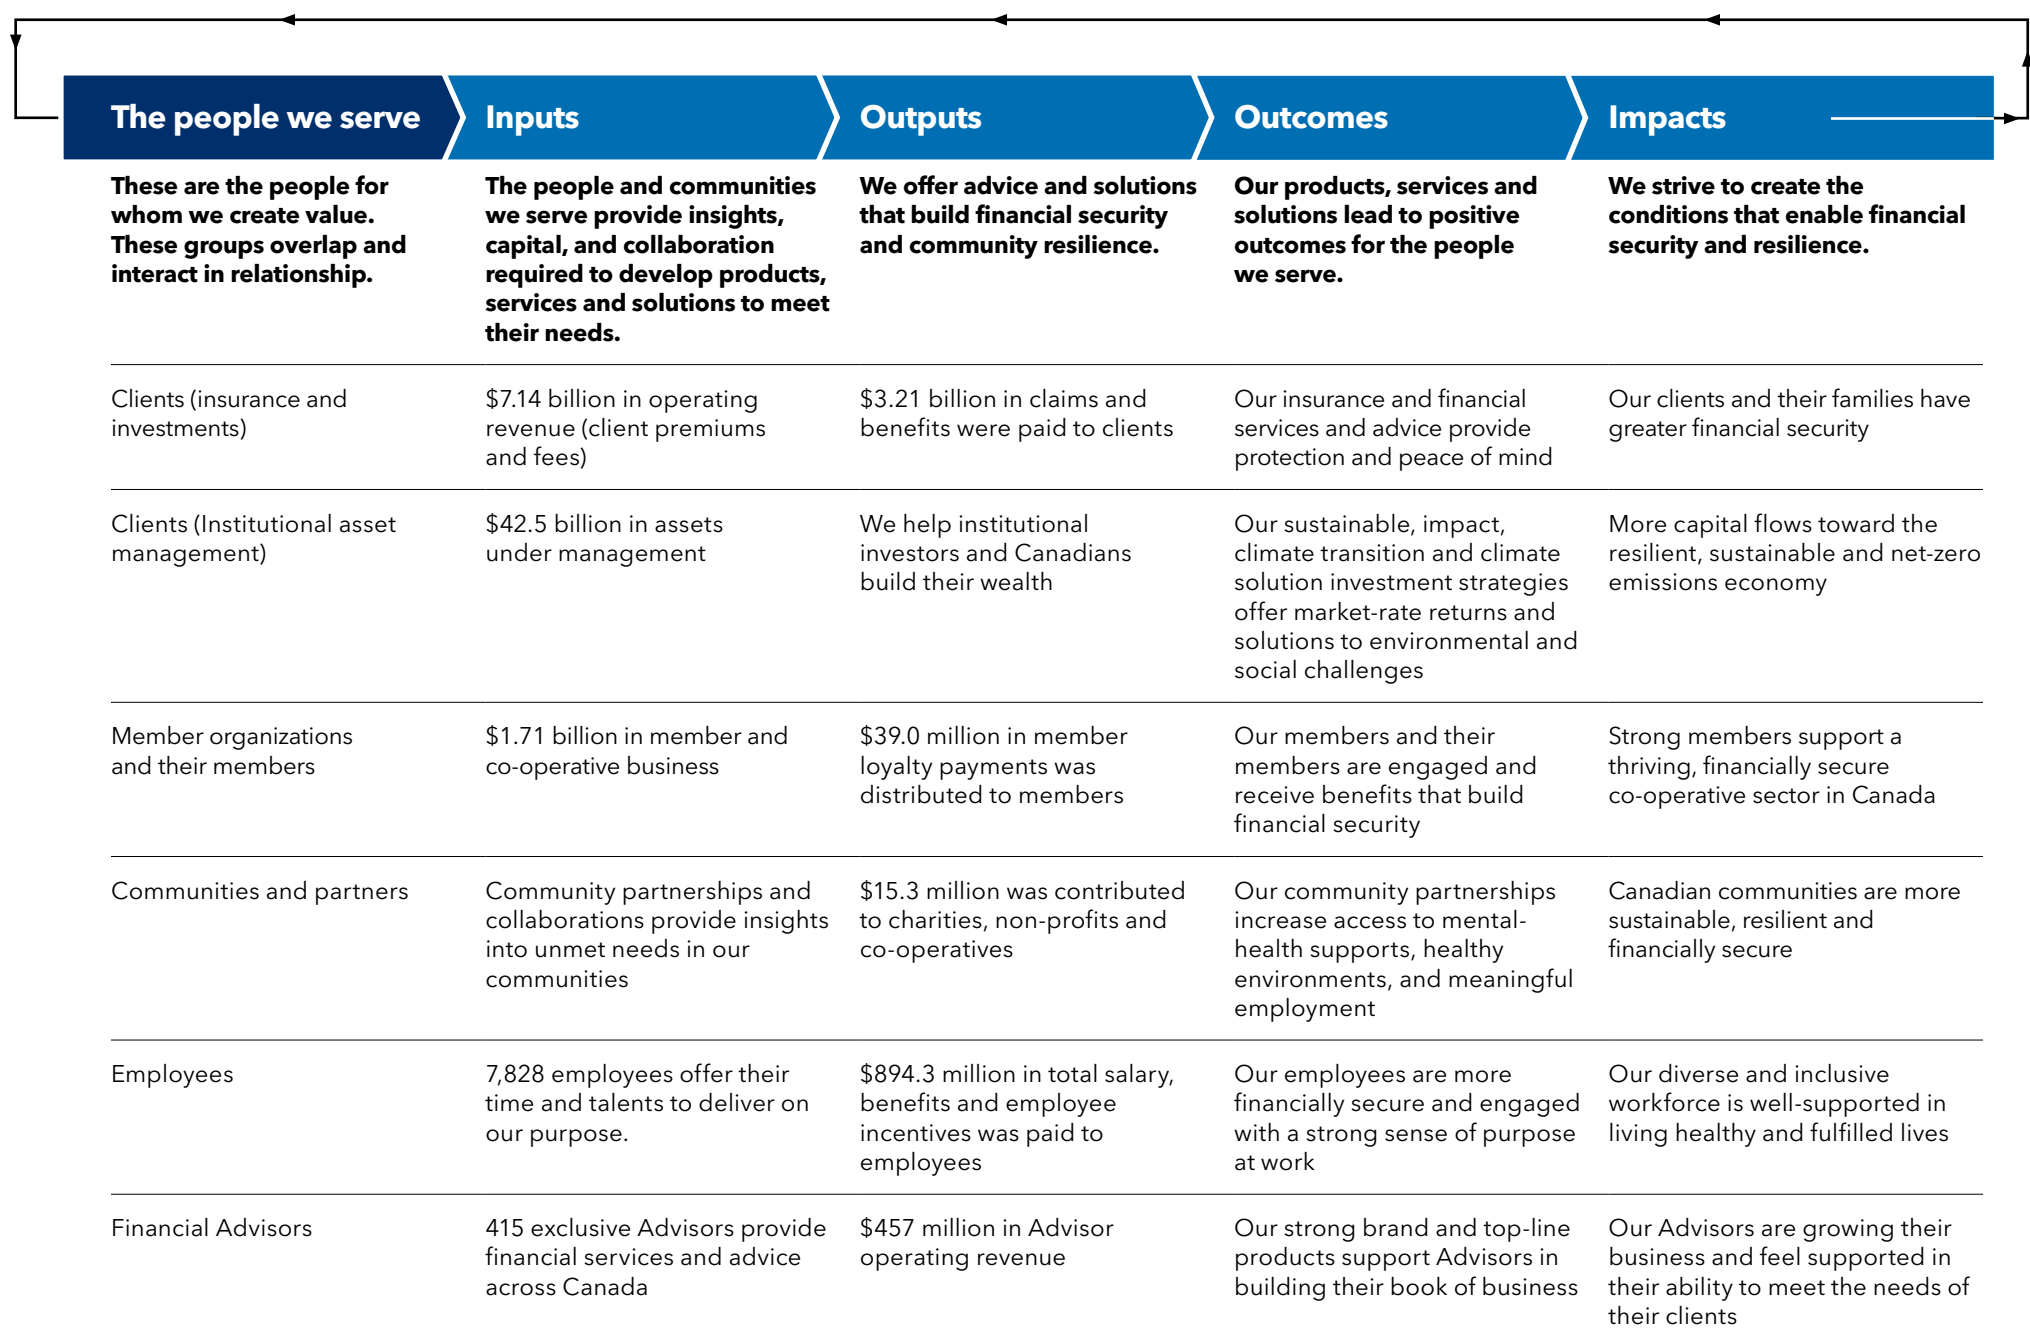 The people we serve
Inputs
Outputs
Outcomes
Impacts
These are the people for
whom we create value.
These groups overlap and
interact in relationship.
The people and communities
we serve provide insights,
capital, and collaboration
required to develop products,
services and solutions to meet
their needs.
We offer advice and solutions
that build financial security
and community resilience.
Our products, services and
solutions lead to positive
outcomes for the people
we serve.
We strive to create the
conditions that enable financial
security and resilience.
Clients (insurance and
investments)
$7.14 billion in operating
revenue (client premiums
and fees)
$3.21 billion in claims and
benefits were paid to clients
Our insurance and financial
services and advice provide
protection and peace of mind
Our clients and their families have
greater financial security
Clients (Institutional asset
management)
$42.5 billion in assets
under management
We help institutional
investors and Canadians
build their wealth
Our sustainable, impact,
climate transition and climate
solution investment strategies
offer market-rate returns and
solutions to environmental and
social challenges
More capital flows toward the
resilient, sustainable and net-zero
emissions economy
Member organizations
and their members
$1.71 billion in member and
co-operative business
$39.0 million in member
loyalty payments was
distributed to members
Our members and their
members are engaged and
receive benefits that build
financial security
Strong members support a
thriving, financially secure
co-operative sector in Canada
Communities and partners
Community partnerships and
collaborations provide insights
into unmet needs in our
communities
$15.3 million was contributed
to charities, non-profits and
co-operatives
Our community partnerships
increase access to mental-
health supports, healthy
environments, and meaningful
employment
Canadian communities are more
sustainable, resilient and
financially secure
Employees
7,828 employees offer their
time and talents to deliver on
our purpose.
$894.3 million in total salary,
benefits and employee
incentives was paid to
employees
Our employees are more
financially secure and engaged
with a strong sense of purpose
at work
Our diverse and inclusive
workforce is well-supported in
living healthy and fulfilled lives
Financial Advisors
415 exclusive Advisors provide
financial services and advice
across Canada
$457 million in Advisor
operating revenue
Our strong brand and top-line
products support Advisors in
building their book of business
Our Advisors are growing their
business and feel supported in
their ability to meet the needs of
their clients